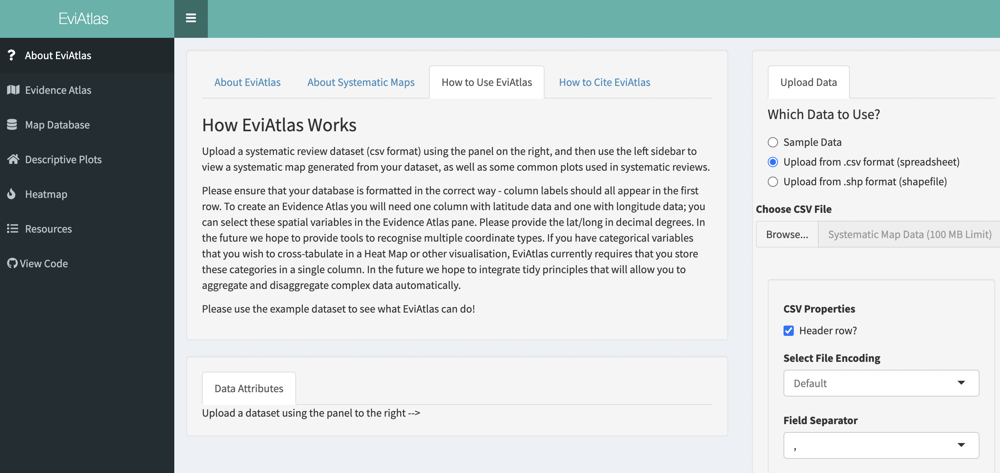 EviAtlas
About EviAtlas
Evidence Atlas
Map Database
Descriptive Plots
Heatmap
Resources
View Code
About EviAtlas
About Systematic Maps
How to Use EviAtlas
How to Cite EviAtlas
How EviAtlas Works
Upload a systematic review dataset (csv format) using the panel on the right, and then use the left sidebar to
view a systematic map generated from your dataset, as well as some common plots used in systematic reviews.
Please ensure that your database is formatted in the correct way - column labels should all appear in the first
row. To create an Evidence Atlas you will need one column with latitude data and one with longitude data; you
can select these spatial variables in the Evidence Atlas pane. Please provide the lat/long in decimal degrees. In
the future we hope to provide tools to recognise multiple coordinate types. If you have categorical variables
that you wish to cross-tabulate in a Heat Map or other visualisation, EviAtlas currently requires that you store
these categories in a single column. In the future we hope to integrate tidy principles that will allow you to
aggregate and disaggregate complex data automatically.
Please use the example dataset to see what EviAtlas can do!
Data Attributes
Upload a dataset using the panel to the right -->
Upload Data
Which Data to Use?
Sample Data
Upload from .csv format (spreadsheet)
Upload from .shp format (shapefile)
Choose CSV File
Browse...
Systematic Map Data (100 MB Limit)
CSV Properties
Header row?
Select File Encoding
Default
Field Separator
,